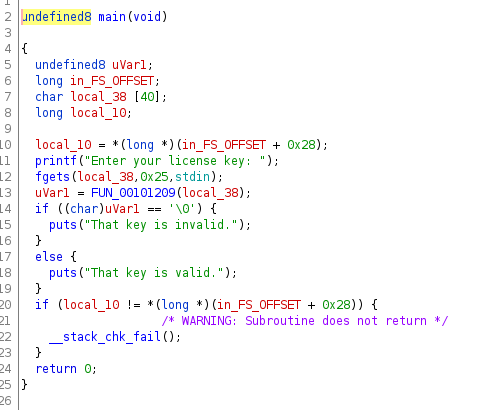 1
2 undefined8 main(void)
3
4 {
5 undefined8 uVar1;
6 long in_FS_OFFSET;
7 char local_38 [40];
8 long local_10;
9
10 local_10 = *(long *)(in_FS_OFFSET + 0x28);
11 printf("Enter your license key: ");
12 fgets(local_38,0x25,stdin);
13 uVar1 = FUN_00101209(local_38);
14 if ((char)uVar1 == '\0') {
15 puts("That key is invalid.");
16 }
17 else {
18 puts("That key is valid.");
19 }
20 if (local_10 != *(long *)(in_FS_OFFSET + 0x28)) {
21 /* WARNING: Subroutine does not return */
22 __stack_chk_fail();
23 }
24 return 0;
25 }
26